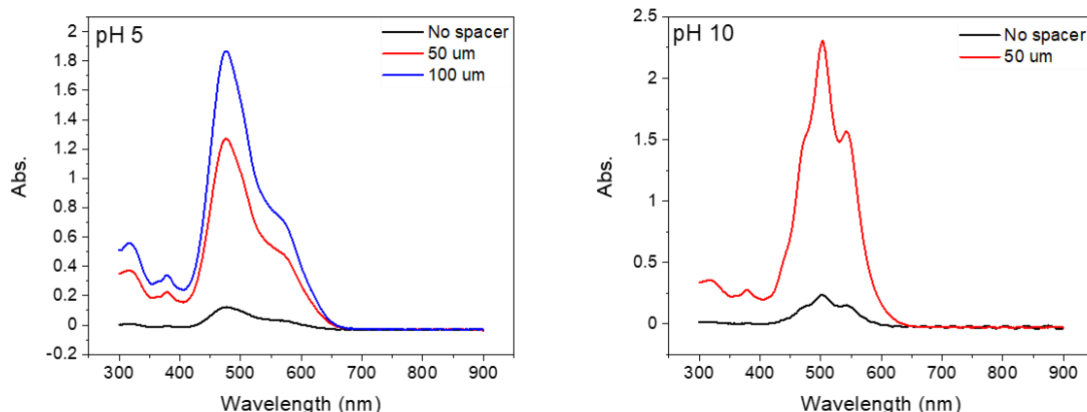 pH 5
No spacer
50 um
100 um
2
1.8
1.6
1.4
1.2
1
0.8
0.6
0.4
0.2
0
-0.2
Abs.
300 400 500 600 700 800 900
Wavelength (nm)
pH 10
No spacer
50 um
2.5
2
1.5
1
0.5
0
Abs.
300 400 500 600 700 800 900
Wavelength (nm)